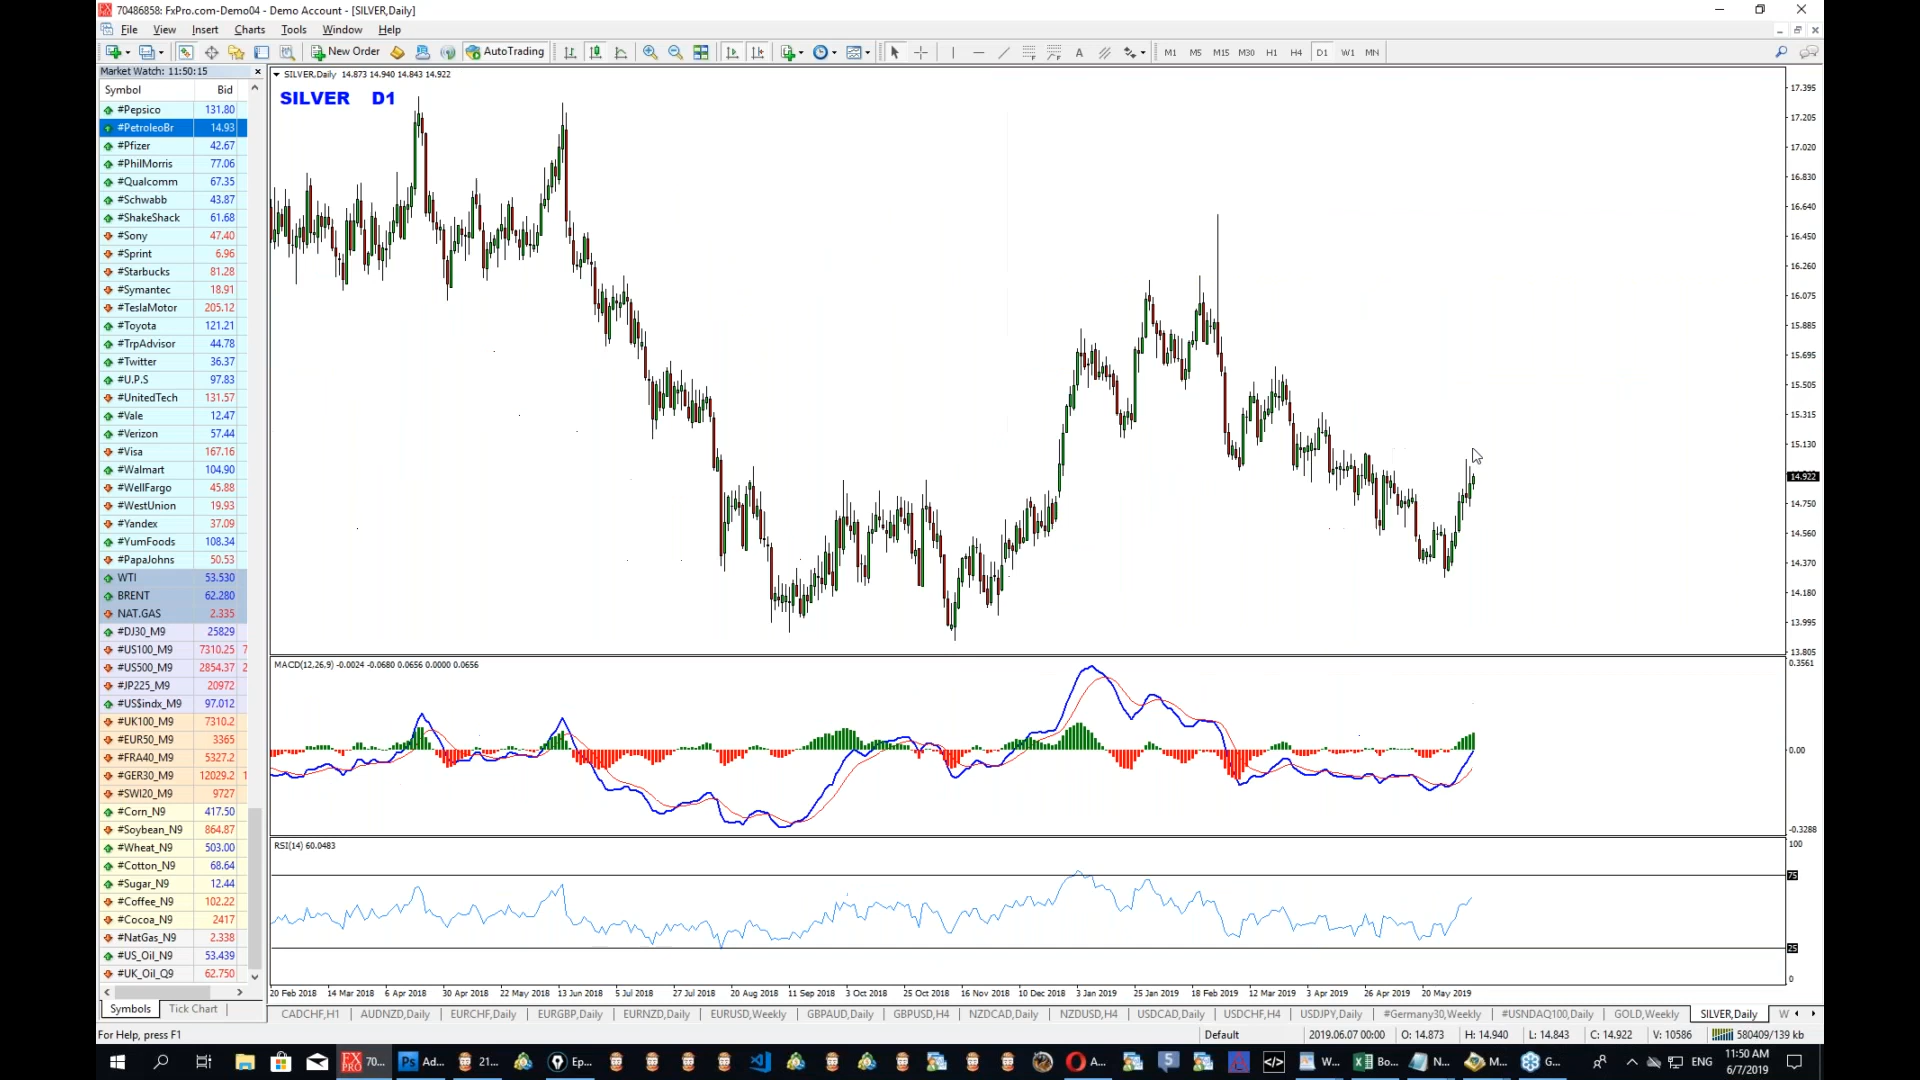 70486858: FxPro.com-Demo04 - Demo Account - [SILVER,Daily]
File View Insert Charts Tools Window Help
New Order AutoTrading A M1 M5 M15 M30 H1 H4 D1 W1 MN
Market Watch: 11:50:15
Symbol Bid
#Pepsico 131.80
#PetroleoBr 14.93
#Pfizer 42.67
#PhilMorris 77.06
#Qualcomm 67.35
#Schwabb 43.87
#ShakeShack 61.68
#Sony 47.40
#Sprint 6.96
#Starbucks 81.28
#Symantec 18.91
#TeslaMotor 205.12
#Toyota 121.21
#TrpAdvisor 44.78
#Twitter 36.37
#U.P.S 97.83
#UnitedTech 131.57
#Vale 12.47
#Verizon 57.44
#Visa 167.16
#Walmart 104.90
#WellFargo 45.88
#WestUnion 19.93
#Yandex 37.09
#YumFoods 108.34
#PapaJohns 50.53
WTI 53.530
BRENT 62.280
NAT.GAS 2.335
#DJ30_M9 25829
#US100_M9 7310.25 7
#US500_M9 2854.37 2
#JP225_M9 20972
#US$indx_M9 97.012
#UK100_M9 7310.2
#EUR50_M9 3365
#FRA40_M9 5327.2
#GER30_M9 12029.2 1
#SWI20_M9 9727
#Corn_N9 417.50
#Soybean_N9 864.87
#Wheat_N9 503.00
#Cotton_N9 68.64
#Sugar_N9 12.44
#Coffee_N9 102.22
#Cocoa_N9 2417
#NatGas_N9 2.338
#US_Oil_N9 53.439
#UK_Oil_Q9 62.750
Symbols Tick Chart
SILVER,Daily 14.873 14.940 14.843 14.922
SILVER D1
17.395
17.205
17.020
16.830
16.640
16.450
16.260
16.075
15.885
15.695
15.505
15.315
15.130
14.922
14.750
14.560
14.370
14.180
13.995
13.805
MACD(12,26,9) -0.0024 -0.0680 0.0656 0.0000 0.0656
0.3561
0.00
-0.3288
RSI(14) 60.0483
100
75
25
0
20 Feb 2018 14 Mar 2018 6 Apr 2018 30 Apr 2018 22 May 2018 13 Jun 2018 5 Jul 2018 27 Jul 2018 20 Aug 2018 11 Sep 2018 3 Oct 2018 25 Oct 2018 16 Nov 2018 10 Dec 2018 3 Jan 2019 25 Jan 2019 18 Feb 2019 12 Mar 2019 3 Apr 2019 26 Apr 2019 20 May 2019
CADCHF,H1 AUDNZD,Daily EURCHF,Daily EURGBP,Daily EURNZD,Daily EURUSD,Weekly GBPAUD,Daily GBPUSD,H4 NZDCAD,Daily NZDUSD,H4 USDCAD,Daily USDCHF,H4 USDJPY,Daily #Germany30,Weekly #USNDAQ100,Daily GOLD,Weekly SILVER,Daily W
For Help, press F1 Default 2019.06.07 00:00 O: 14.873 H: 14.940 L: 14.843 C: 14.922 V: 10586 580409/139 kb
FX PRO 70... Ps Ad... 21... Ep... A... 5 W... Bo... N... M... G... ENG 11:50 AM
6/7/2019